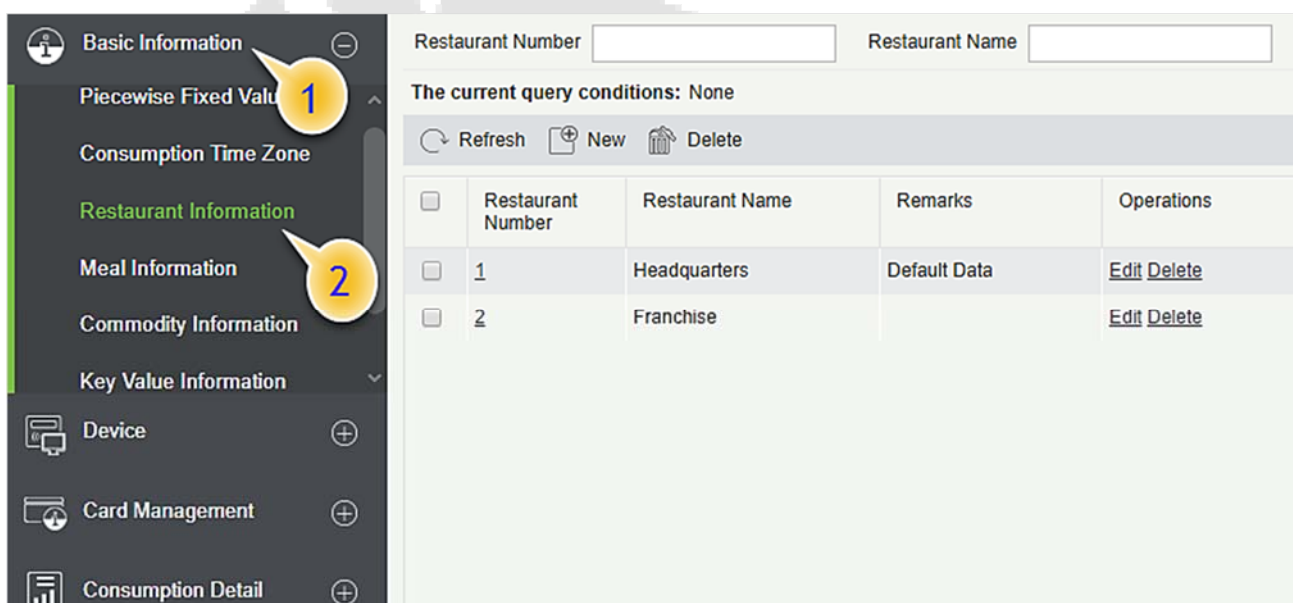 Basic Information
1
Piecewise Fixed Valu
Consumption Time Zone
Restaurant Information
2
Meal Information
Commodity Information
Key Value Information
Device
Card Management
Consumption Detail
Restaurant Number Restaurant Name
The current query conditions: None
Refresh New Delete
Restaurant Number Restaurant Name Remarks Operations
1 Headquarters Default Data Edit Delete
2 Franchise Edit Delete